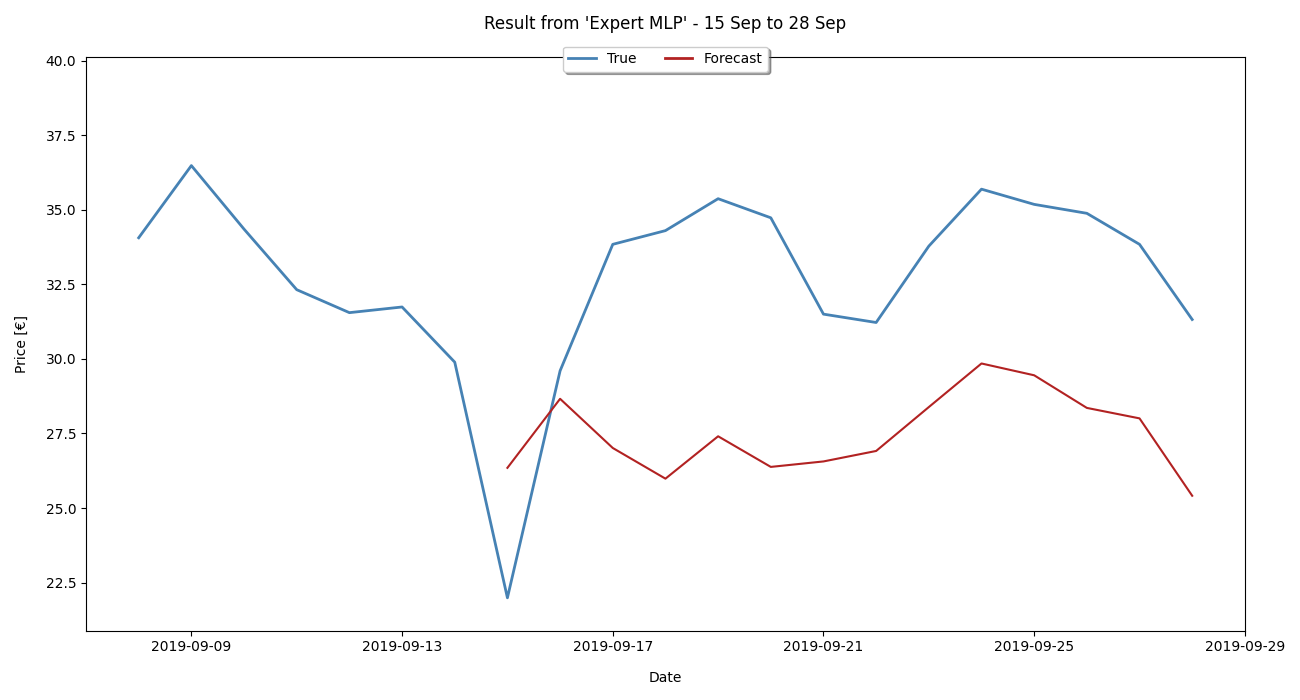 Result from 'Expert MLP' - 15 Sep to 28 Sep
True Forecast
40.0
37.5
35.0
32.5
30.0
27.5
25.0
22.5
Price [€]
2019-09-09 2019-09-13 2019-09-17 2019-09-21 2019-09-25 2019-09-29
Date